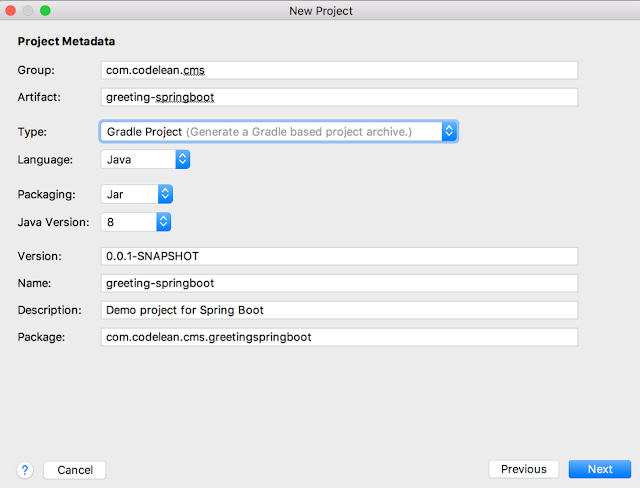 New Project
Project Metadata
Group: com.codelean.cms
Artifact: greeting-springboot
Type: Gradle Project (Generate a Gradle based project archive.)
Language: Java
Packaging: Jar
Java Version: 8
Version: 0.0.1-SNAPSHOT
Name: greeting-springboot
Description: Demo project for Spring Boot
Package: com.codelean.cms.greetingspringboot
? Cancel Previous Next